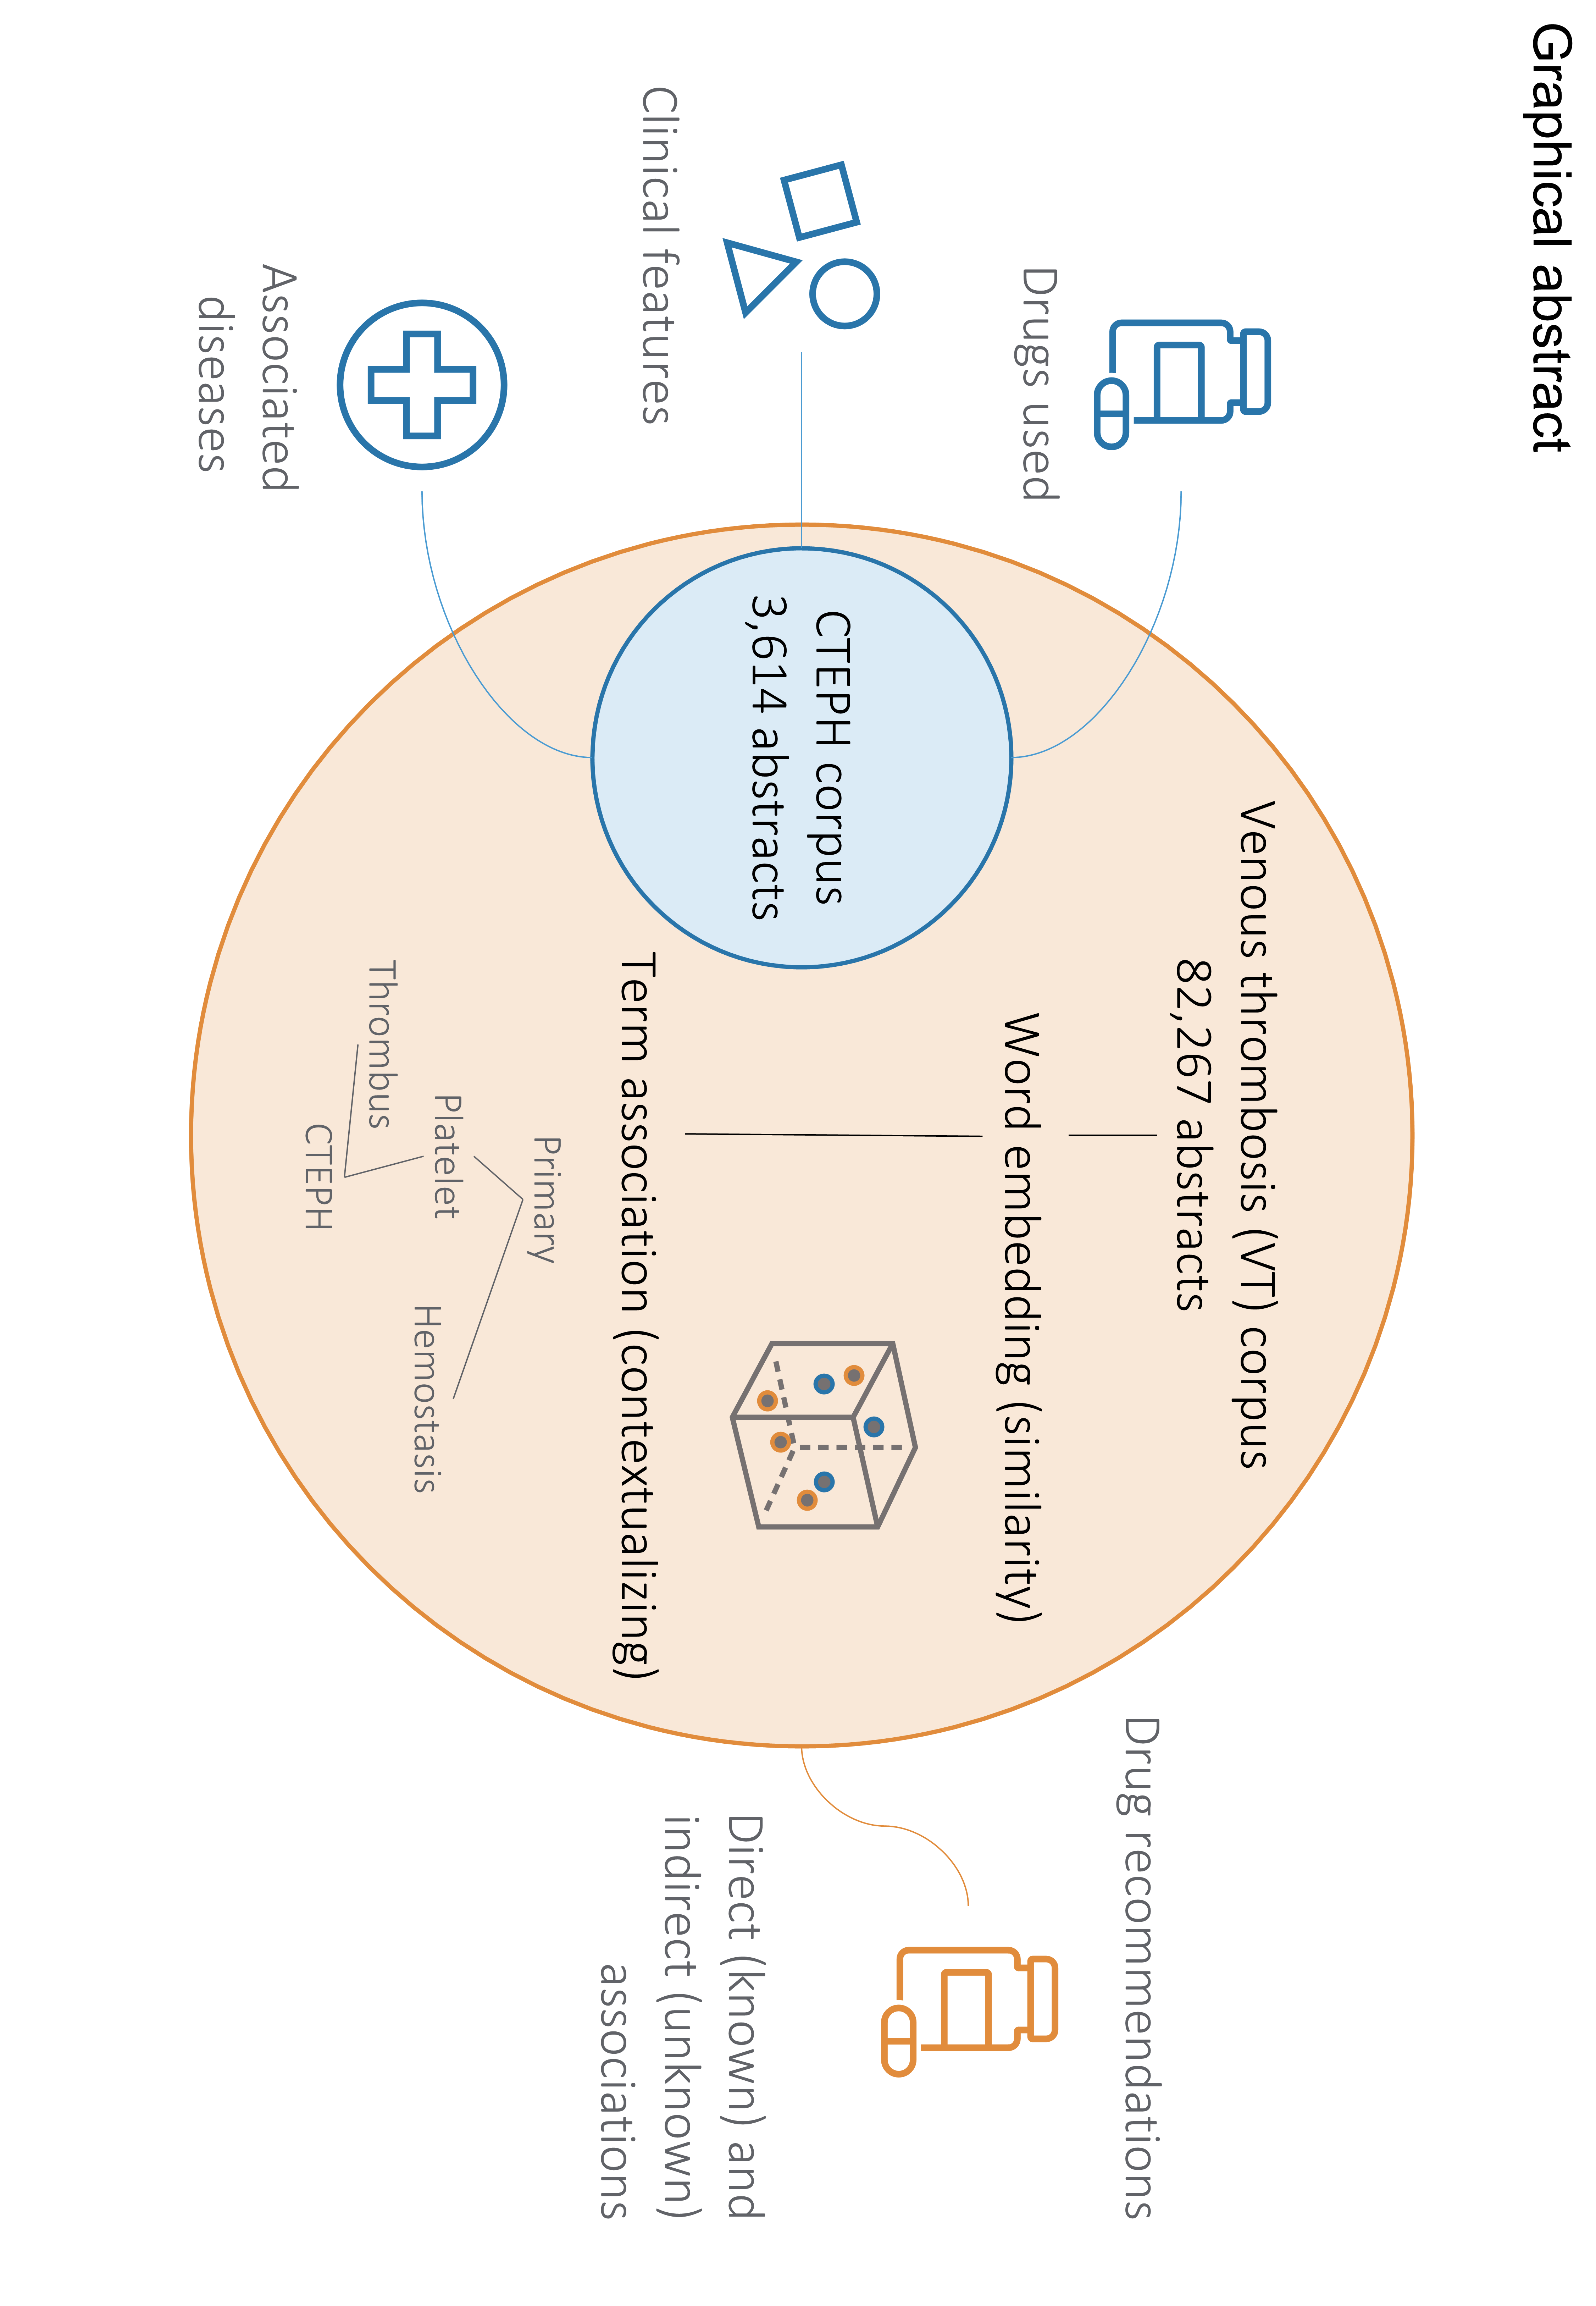 Graphical abstract
Drugs used
Clinical features
Associated
diseases
CTEPH corpus
3,614 abstracts
Venous thrombosis (VT) corpus
82,267 abstracts
Word embedding (similarity)
Term association (contextualizing)
Primary
Platelet
Hemostasis
Thrombus
CTEPH
Drug recommendations
Direct (known) and
indirect (unknown)
associations